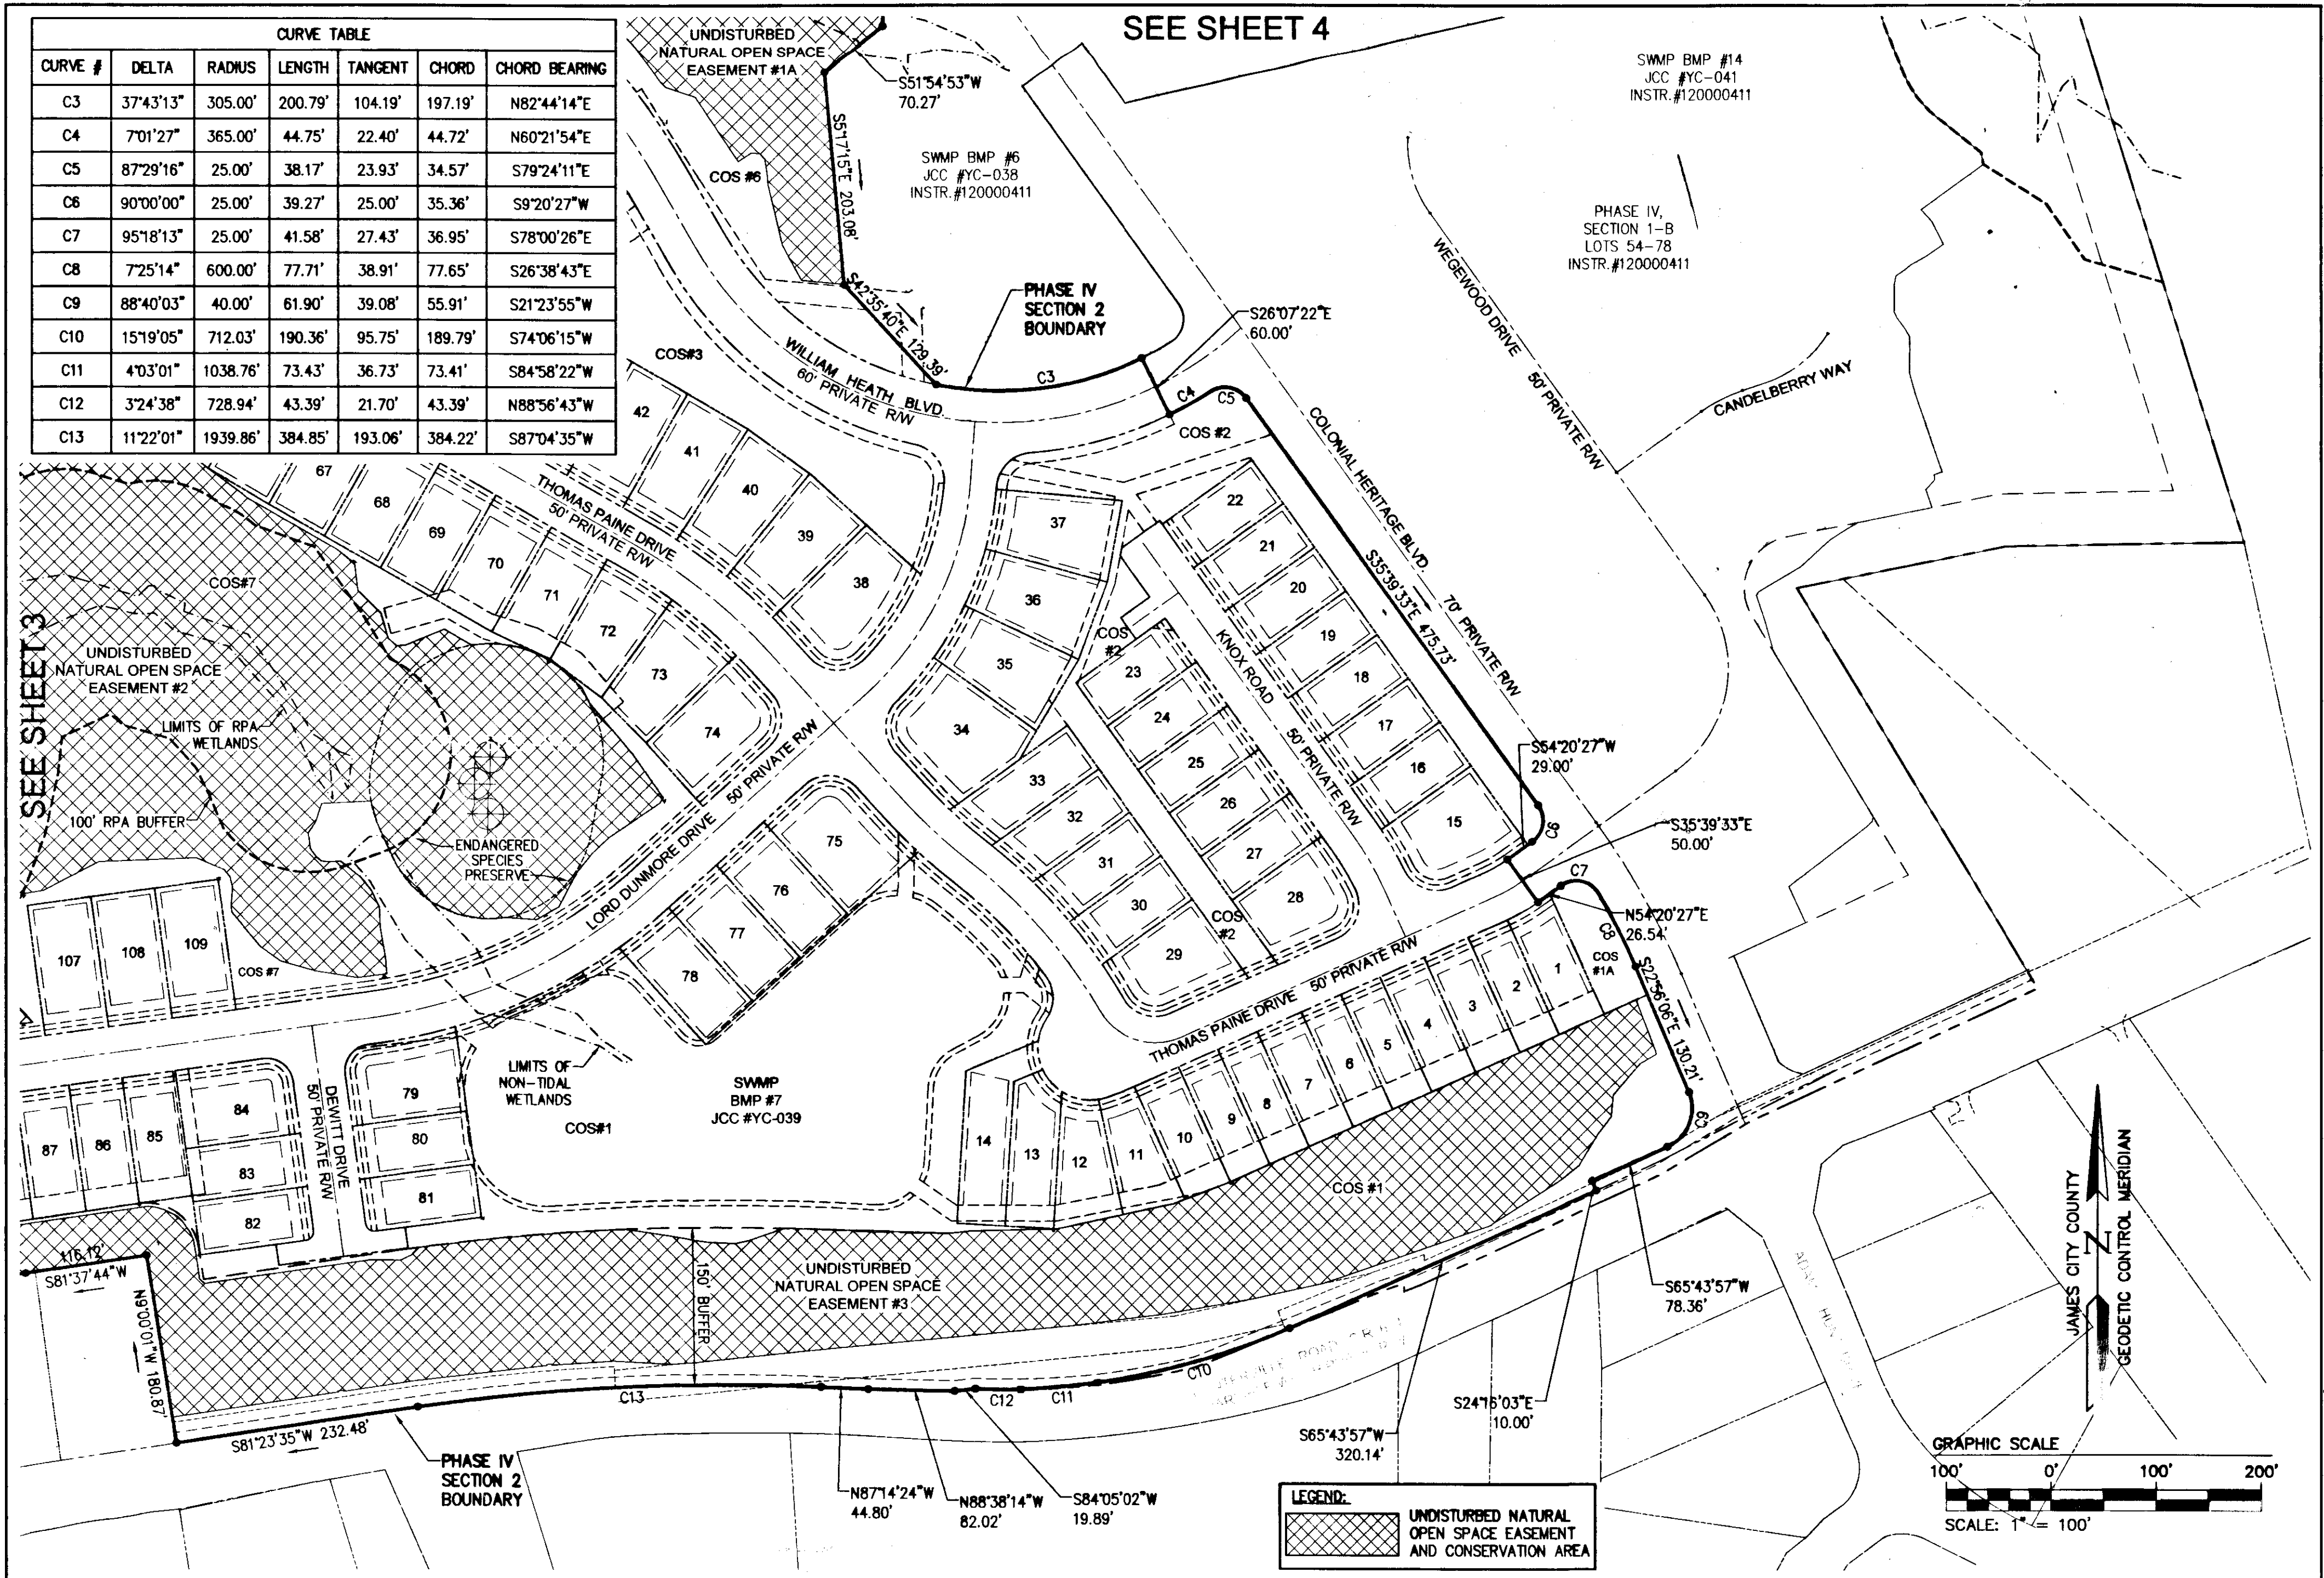 SEE SHEET 4
CURVE TABLE
CURVE # DELTA RADIUS LENGTH TANGENT CHORD CHORD BEARING
C3 37°43'13" 305.00' 200.79' 104.19' 197.19' N82°44'14"E
C4 7°01'27" 365.00' 44.75' 22.40' 44.72' N60°21'54"E
C5 87°29'16" 25.00' 38.17' 23.93' 34.57' S79°24'11"E
C6 90°00'00" 25.00' 39.27' 25.00' 35.36' S9°20'27"W
C7 95°18'13" 25.00' 41.58' 27.43' 36.95' S78°00'26"E
C8 7°25'14" 600.00' 77.71' 38.91' 77.65' S26°38'43"E
C9 88°40'03" 40.00' 61.90' 39.08' 55.91' S21°23'55"W
C10 15°19'05" 712.03' 190.36' 95.75' 189.79' S74°06'15"W
C11 4°03'01" 1038.76' 73.43' 36.73' 73.41' S84°58'22"W
C12 3°24'38" 728.94' 43.39' 21.70' 43.39' N88°56'43"W
C13 11°22'01" 1939.86' 384.85' 193.06' 384.22' S87°04'35"W
UNDISTURBED
NATURAL OPEN SPACE
EASEMENT #1A
S51°54'53"W
70.27'
S5°17'15"E 203.08'
COS #6
SWMP BMP #6
JCC #YC-038
INSTR.#120000411
SWMP BMP #14
JCC #YC-041
INSTR.#120000411
PHASE IV,
SECTION 1-B
LOTS 54-78
INSTR.#120000411
WEGEWOOD DRIVE 50' PRIVATE R/W
CANDELBERRY WAY
S42°35'40"E 129.39'
PHASE IV
SECTION 2
BOUNDARY
S26°07'22"E
60.00'
COS#3
WILLIAM HEATH BLVD.
60' PRIVATE R/W
C3
C4
C5
COS #2
COLONIAL HERITAGE BLVD. 70' PRIVATE R/W
S35°39'33"E 475.73'
42
41
40
39
38
THOMAS PAINE DRIVE
50' PRIVATE R/W
67
68
69
70
71
72
73
74
37
36
35
34
22
21
20
19
18
17
16
15
COS
#2
KNOX ROAD 50' PRIVATE R/W
23
24
25
26
27
28
33
32
31
30
29
COS
#2
SEE SHEET 3
COS#7
UNDISTURBED
NATURAL OPEN SPACE
EASEMENT #2
LIMITS OF RPA
WETLANDS
100' RPA BUFFER
ENDANGERED
SPECIES
PRESERVE
LORD DUNMORE DRIVE 50' PRIVATE R/W
75
76
77
78
S54°20'27"W
29.00'
C6
S35°39'33"E
50.00'
C7
N54°20'27"E
26.54'
C8
COS
#1A
S22°56'06"E 130.21'
C9
107
108
109
COS #7
THOMAS PAINE DRIVE 50' PRIVATE R/W
1
2
3
4
5
6
7
8
9
10
11
12
13
14
LIMITS OF
NON-TIDAL
WETLANDS
SWMP
BMP #7
JCC #YC-039
COS#1
DEWITT DRIVE
50' PRIVATE R/W
79
80
81
87
86
85
84
83
82
COS #1
116.12'
S81°37'44"W
N9°00'01"W 180.87'
UNDISTURBED
NATURAL OPEN SPACE
EASEMENT #3
150' BUFFER
S65°43'57"W
78.36'
S24°16'03"E
10.00'
S65°43'57"W
320.14'
C10
C11
C12
C13
S81°23'35"W 232.48'
PHASE IV
SECTION 2
BOUNDARY
N87°14'24"W
44.80'
N88°38'14"W
82.02'
S84°05'02"W
19.89'
JAMES CITY COUNTY
GEODETIC CONTROL MERIDIAN
N
LEGEND:
UNDISTURBED NATURAL
OPEN SPACE EASEMENT
AND CONSERVATION AREA
GRAPHIC SCALE
100' 0' 100' 200'
SCALE: 1" = 100'